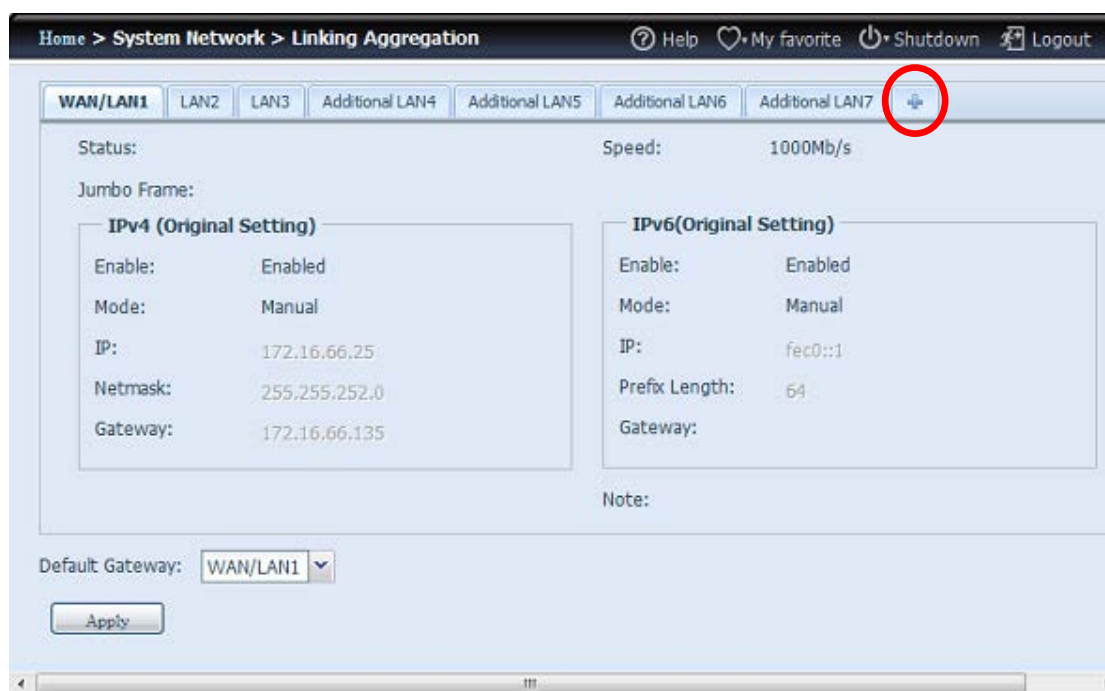 Home > System Network > Linking Aggregation Help My favorite Shutdown Logout
WAN/LAN1 LAN2 LAN3 Additional LAN4 Additional LAN5 Additional LAN6 Additional LAN7
Status: Speed: 1000Mb/s
Jumbo Frame:
IPv4 (Original Setting)
Enable: Enabled
Mode: Manual
IP: 172.16.66.25
Netmask: 255.255.252.0
Gateway: 172.16.66.135
IPv6(Original Setting)
Enable: Enabled
Mode: Manual
IP: fec0::1
Prefix Length: 64
Gateway:
Note:
Default Gateway: WAN/LAN1
Apply